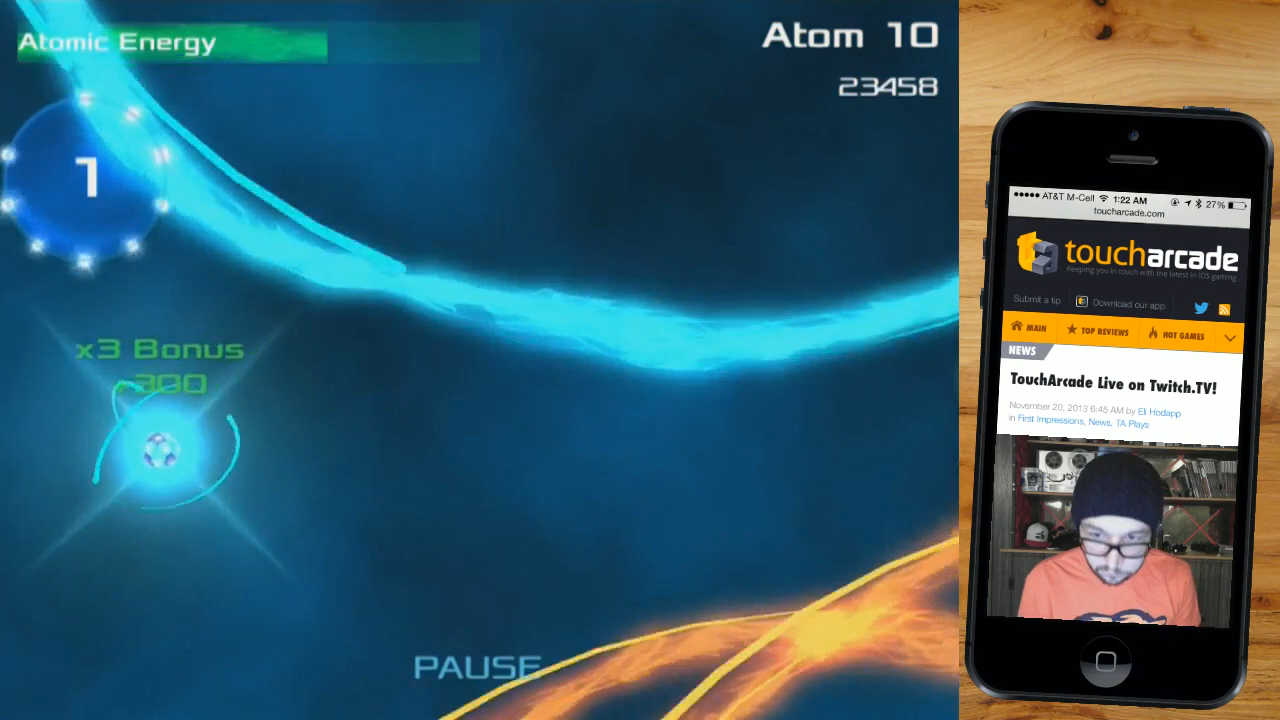 Atomic Energy
Atom 10
23458
1
x3 Bonus
+300
PAUSE
AT&T M-Cell 1:22 AM 27%
toucharcade.com
toucharcade
Keeping you in touch with the latest in iOS gaming
Submit a tip Download our app
MAIN TOP REVIEWS HOT GAMES
NEWS
TouchArcade Live on Twitch.TV!
November 20, 2013 6:45 AM by Eli Hodapp
in First Impressions, News, TA Plays